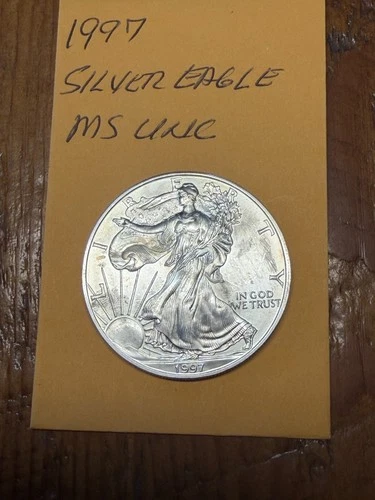 1997
SILVER EAGLE
MS UNC
LIBERTY
IN GOD
WE TRUST
1997